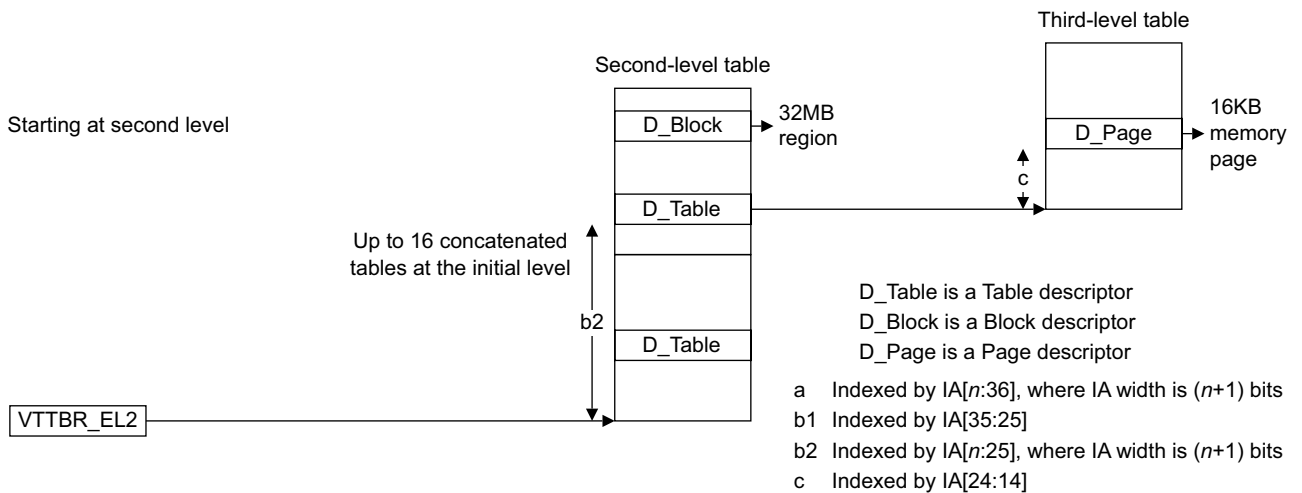 Third-level table
Second-level table
Starting at second level
D_Block
32MB
region
D_Page
16KB
memory
page
c
D_Table
Up to 16 concatenated
tables at the initial level
b2
D_Table
VTTBR_EL2
D_Table is a Table descriptor
D_Block is a Block descriptor
D_Page is a Page descriptor
a Indexed by IA[n:36], where IA width is (n+1) bits
b1 Indexed by IA[35:25]
b2 Indexed by IA[n:25], where IA width is (n+1) bits
c Indexed by IA[24:14]